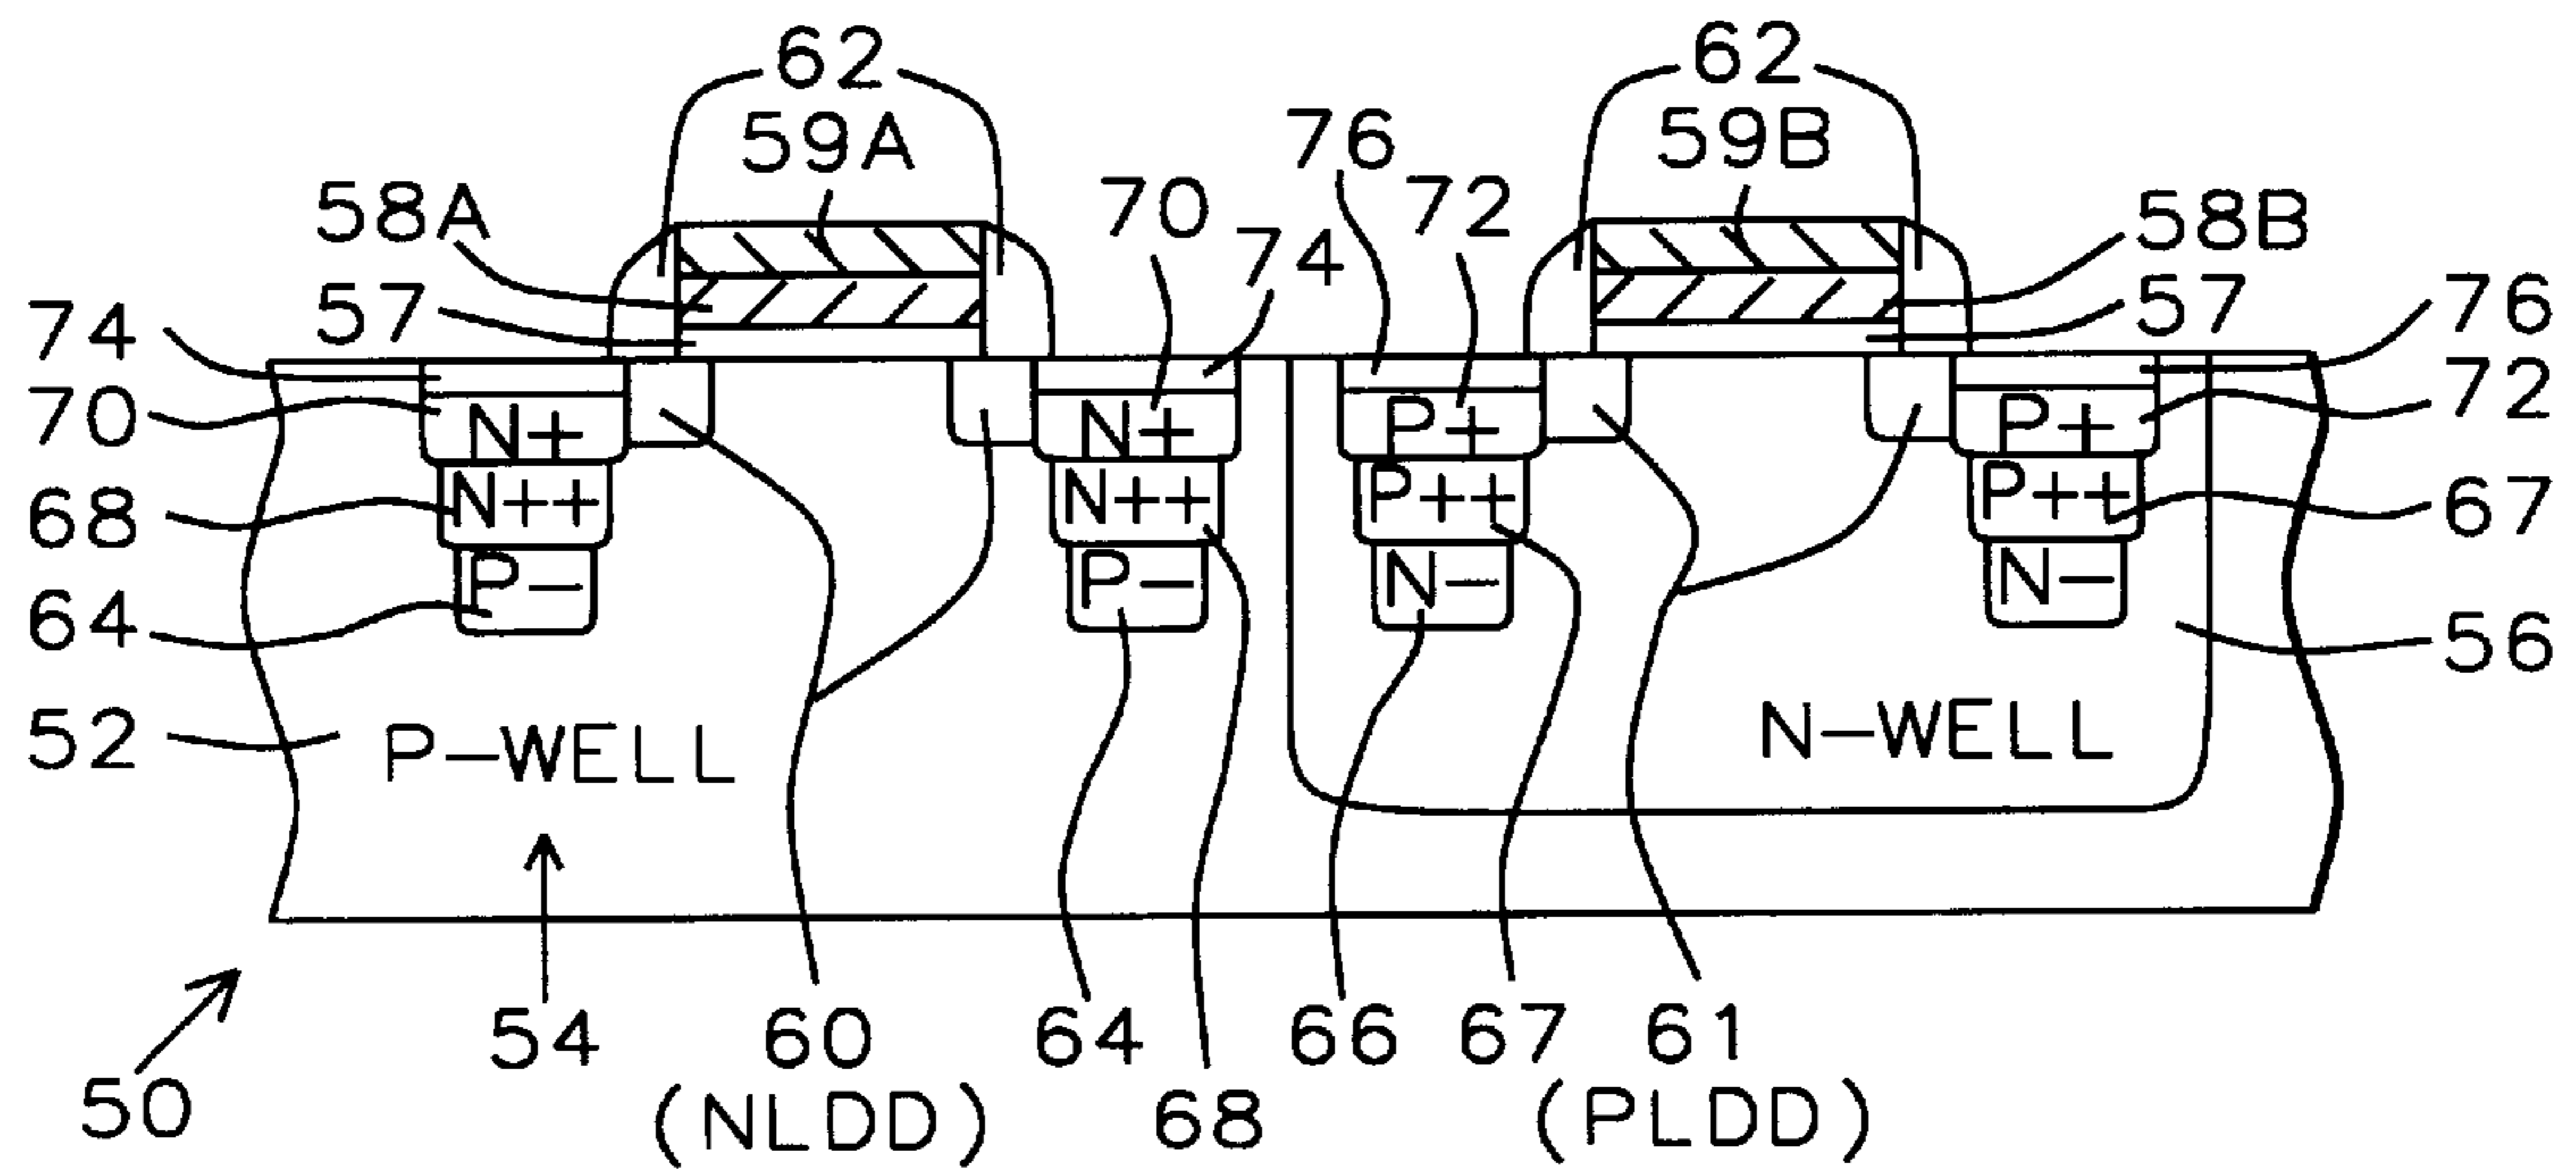 62 62
59A 76 59B
58A 70 72 58B
74
74 57 57 76
70 N+ N+ P+ P+ 72
68 N++ N++ P++ P++ 67
64 P- P- N- N-
56
52 P-WELL N-WELL
54 60 64 66 67 61
50 (NLDD) 68 (PLDD)